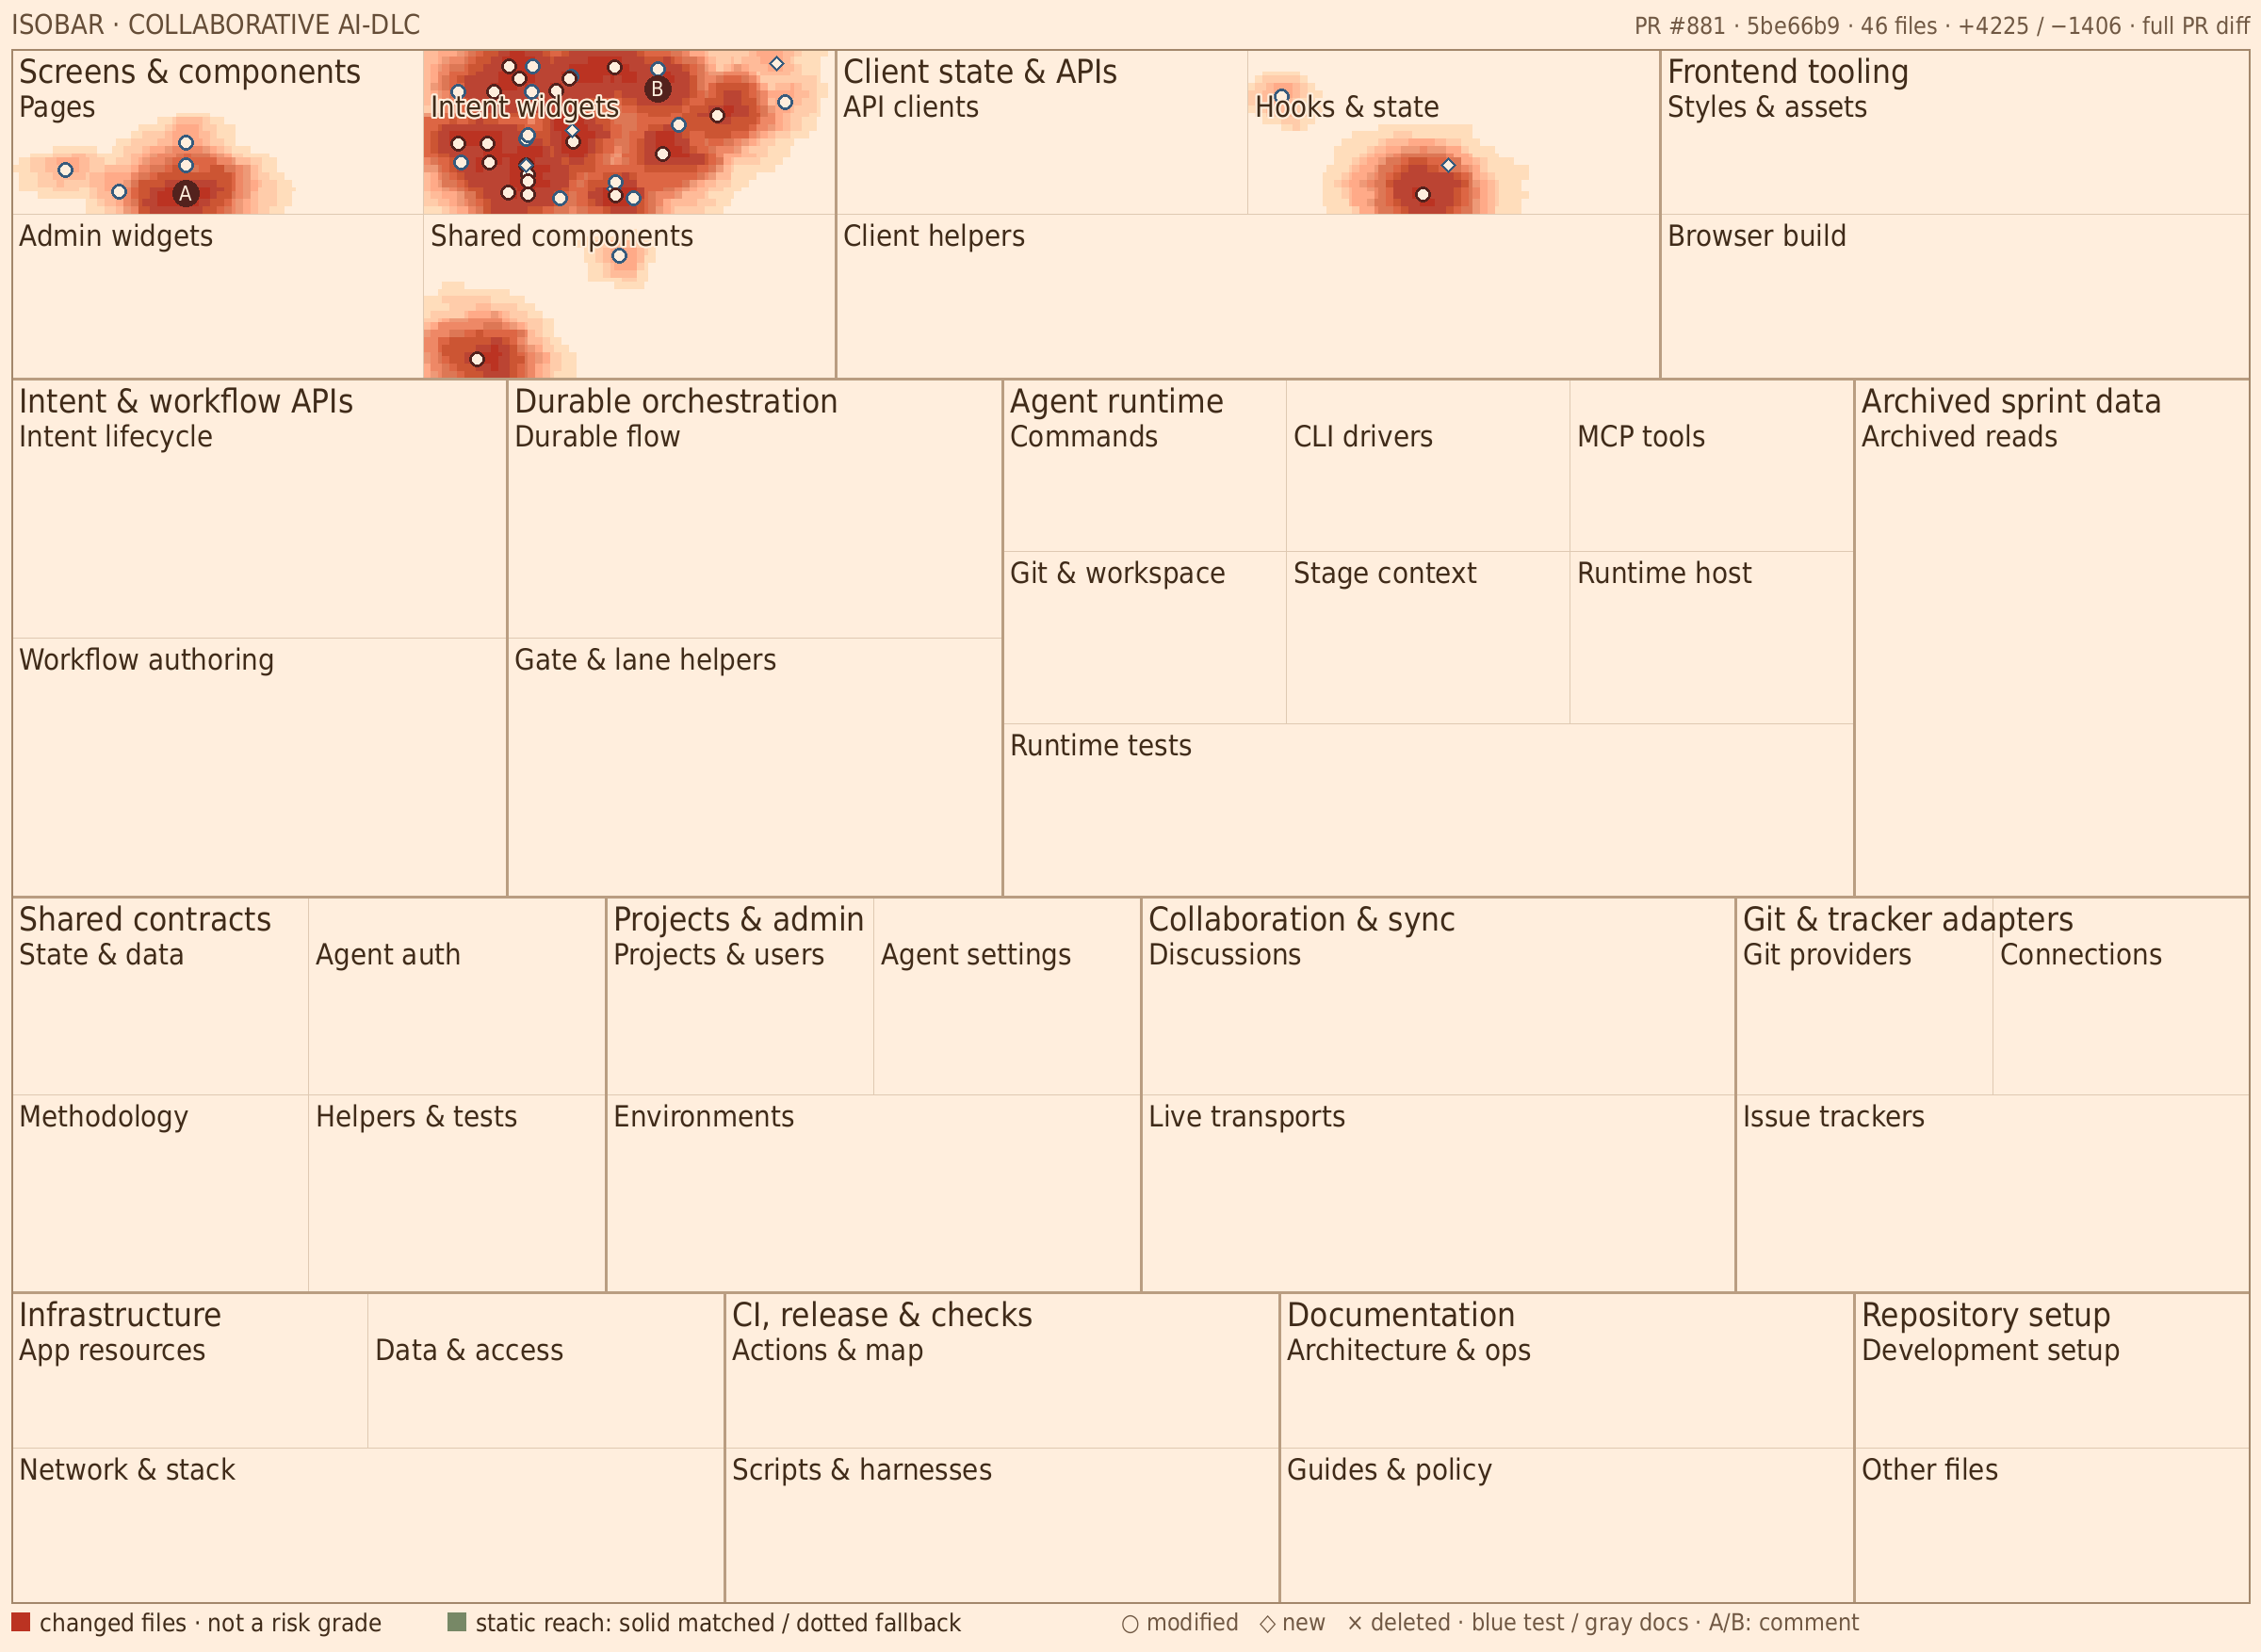 ISOBAR · COLLABORATIVE AI-DLC
PR #881 · 5be66b9 · 46 files · +4225 / −1406 · full PR diff
Screens & components
Pages
A
Intent widgets
B
Client state & APIs
API clients
Hooks & state
Frontend tooling
Styles & assets
Admin widgets
Shared components
Client helpers
Browser build
Intent & workflow APIs
Intent lifecycle
Durable orchestration
Durable flow
Agent runtime
Commands
CLI drivers
MCP tools
Archived sprint data
Archived reads
Git & workspace
Stage context
Runtime host
Workflow authoring
Gate & lane helpers
Runtime tests
Shared contracts
State & data
Agent auth
Projects & admin
Projects & users
Agent settings
Collaboration & sync
Discussions
Git & tracker adapters
Git providers
Connections
Methodology
Helpers & tests
Environments
Live transports
Issue trackers
Infrastructure
App resources
Data & access
CI, release & checks
Actions & map
Documentation
Architecture & ops
Repository setup
Development setup
Network & stack
Scripts & harnesses
Guides & policy
Other files
changed files · not a risk grade
static reach: solid matched / dotted fallback
○ modified ◇ new × deleted · blue test / gray docs · A/B: comment